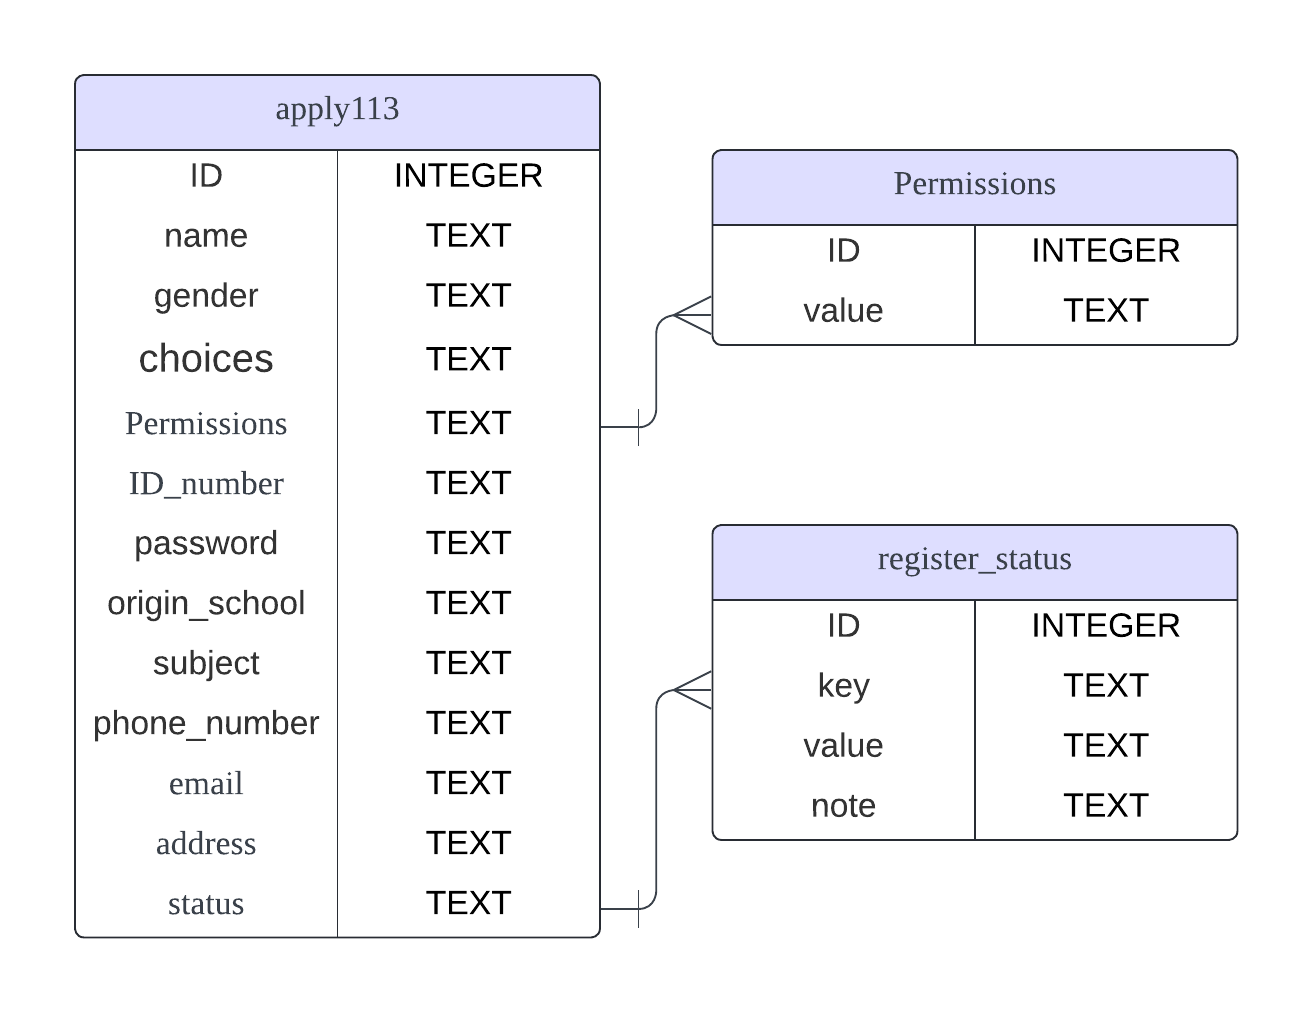 apply113
ID INTEGER
name TEXT
gender TEXT
choices TEXT
Permissions TEXT
ID_number TEXT
password TEXT
origin_school TEXT
subject TEXT
phone_number TEXT
email TEXT
address TEXT
status TEXT
Permissions
ID INTEGER
value TEXT
register_status
ID INTEGER
key TEXT
value TEXT
note TEXT